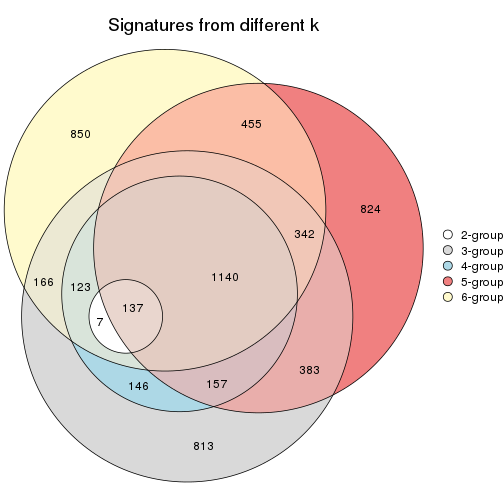 Signatures from different k
850
455
824
342
166
123
1140
137
7
146
157
383
813
2-group
3-group
4-group
5-group
6-group